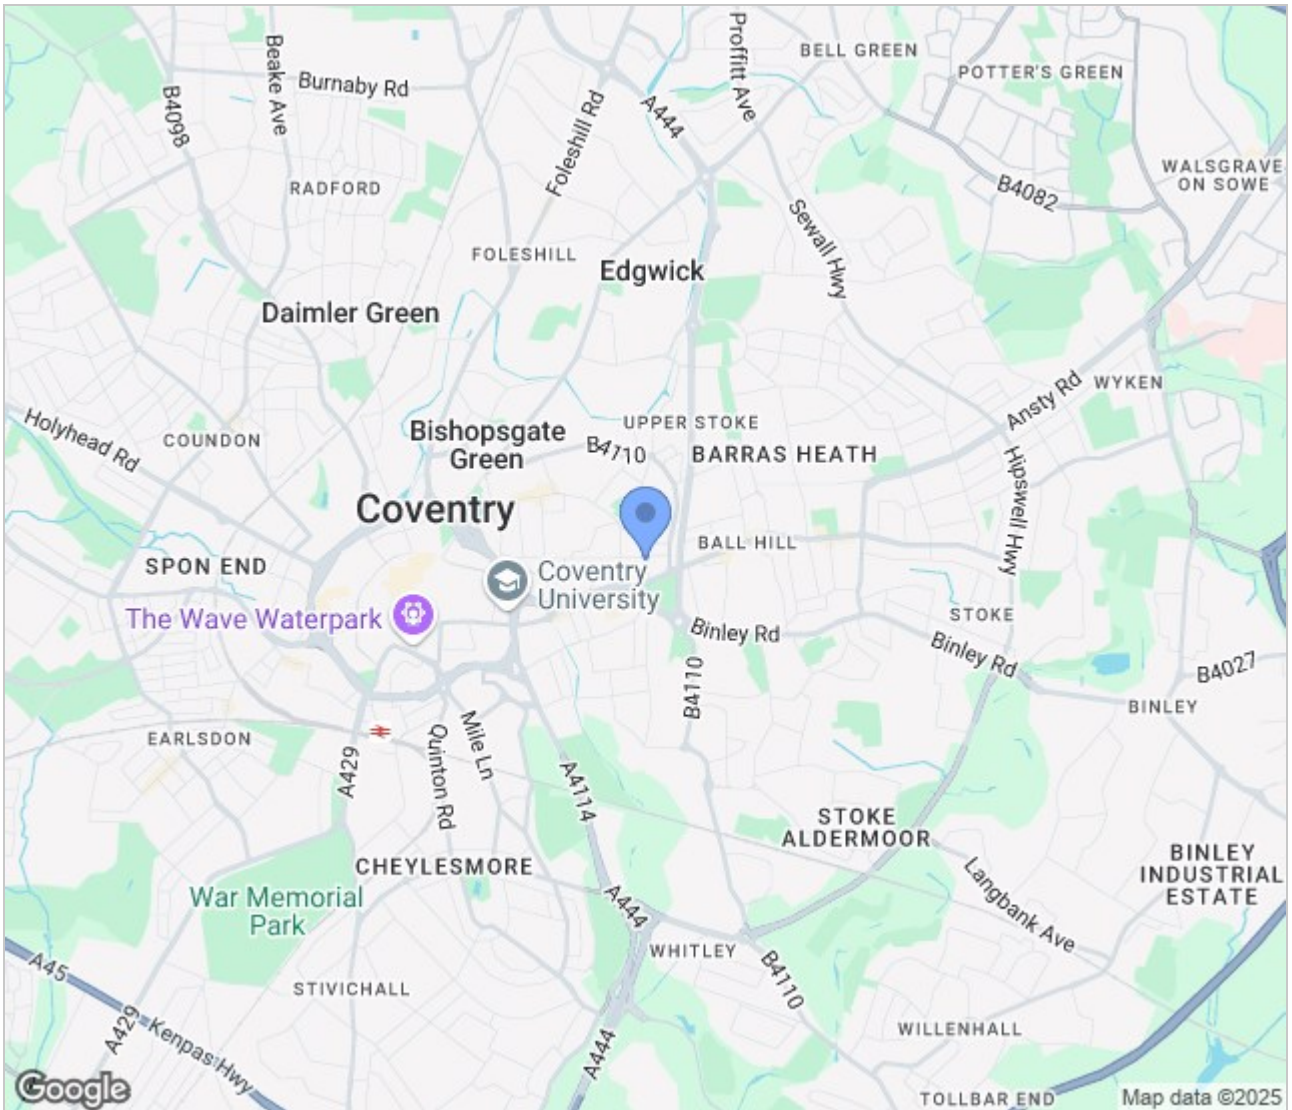 Proffitt Ave
BELL GREEN
POTTER'S GREEN
Beake Ave
B4098
Burnaby Rd
Foleshill Rd
A444
WALSGRAVE
ON SOWE
RADFORD
B4082
Sewall Hwy
FOLESHILL
Edgwick
Daimler Green
Holyhead Rd
COUNDON
Bishopsgate
Green
UPPER STOKE
B4110
BARRAS HEATH
Ansty Rd
WYKEN
Hipswell Hwy
Coventry
BALL HILL
SPON END
Coventry
University
The Wave Waterpark
STOKE
Binley Rd
Binley Rd
B4110
B4027
BINLEY
EARLSDON
A429
Quinton Rd
Mile Ln
A4114
STOKE
ALDERMOOR
CHEYLESMORE
Langbank Ave
BINLEY
INDUSTRIAL
ESTATE
War Memorial
Park
A444
WHITLEY
B4110
A45
STIVICHALL
A429
Kenpas Hwy
A444
WILLENHALL
TOLLBAR END
Google
Map data ©2025